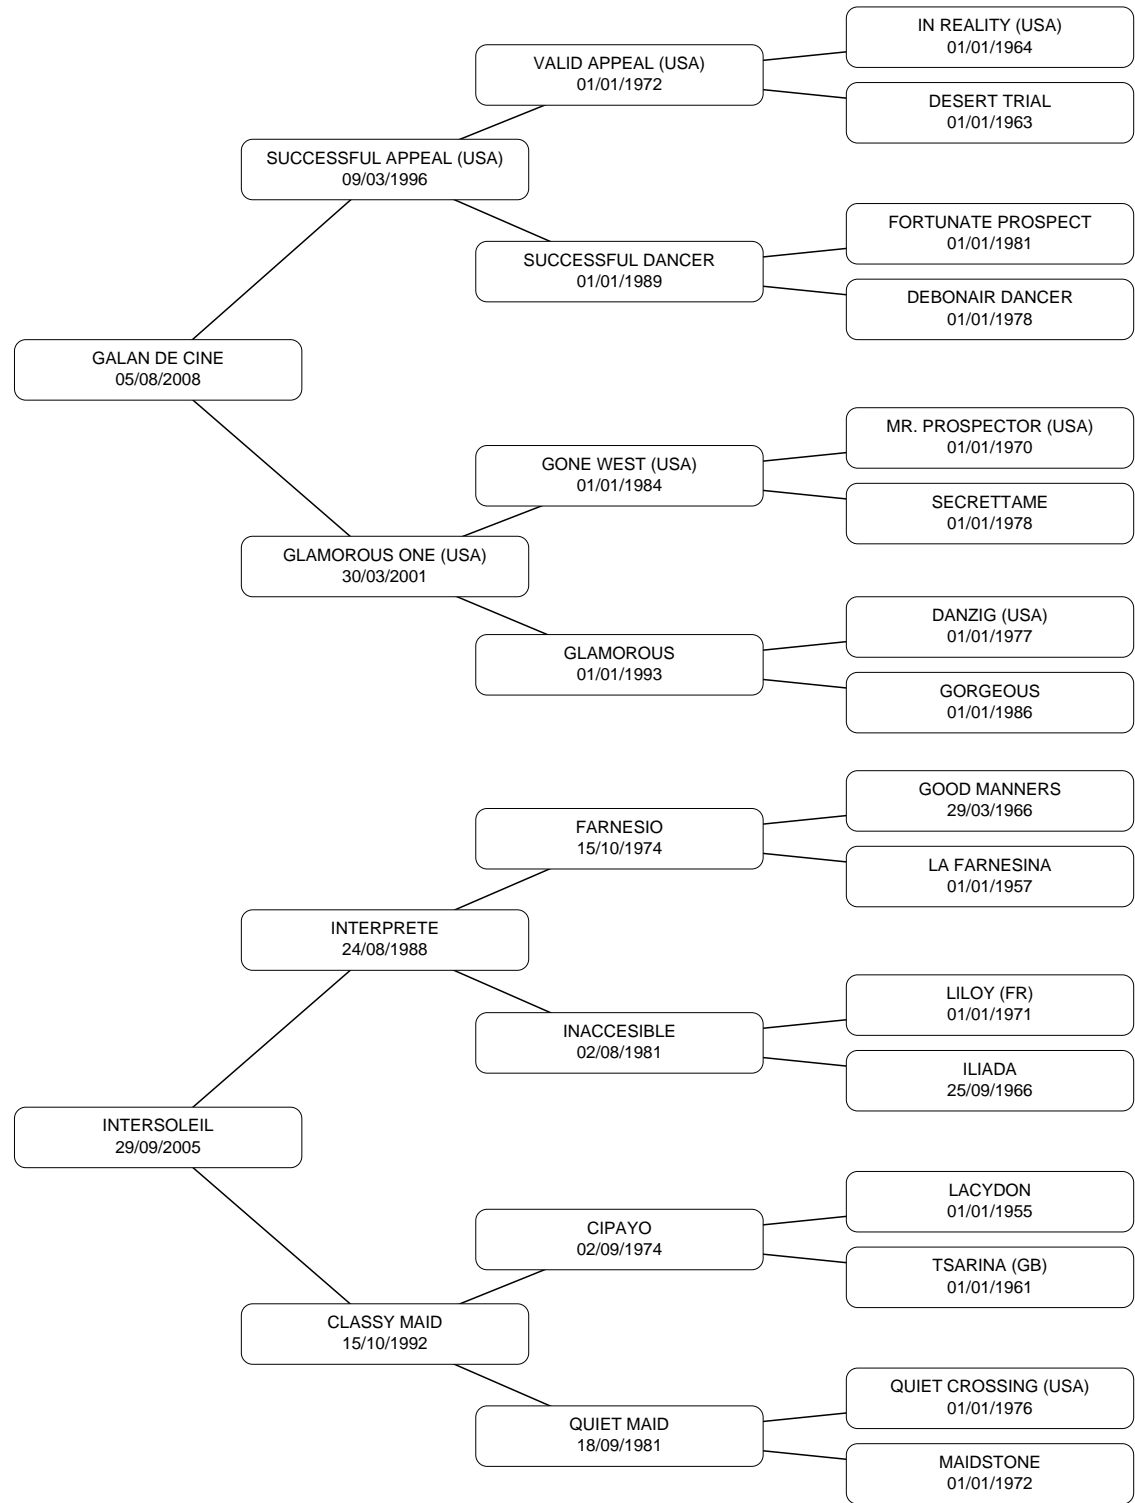 IN REALITY (USA)
01/01/1964
VALID APPEAL (USA)
01/01/1972
DESERT TRIAL
01/01/1963
SUCCESSFUL APPEAL (USA)
09/03/1996
FORTUNATE PROSPECT
01/01/1981
SUCCESSFUL DANCER
01/01/1989
DEBONAIR DANCER
01/01/1978
GALAN DE CINE
05/08/2008
MR. PROSPECTOR (USA)
01/01/1970
GONE WEST (USA)
01/01/1984
SECRETTAME
01/01/1978
GLAMOROUS ONE (USA)
30/03/2001
DANZIG (USA)
01/01/1977
GLAMOROUS
01/01/1993
GORGEOUS
01/01/1986
GOOD MANNERS
29/03/1966
FARNESIO
15/10/1974
LA FARNESINA
01/01/1957
INTERPRETE
24/08/1988
LILOY (FR)
01/01/1971
INACCESIBLE
02/08/1981
ILIADA
25/09/1966
INTERSOLEIL
29/09/2005
LACYDON
01/01/1955
CIPAYO
02/09/1974
TSARINA (GB)
01/01/1961
CLASSY MAID
15/10/1992
QUIET CROSSING (USA)
01/01/1976
QUIET MAID
18/09/1981
MAIDSTONE
01/01/1972